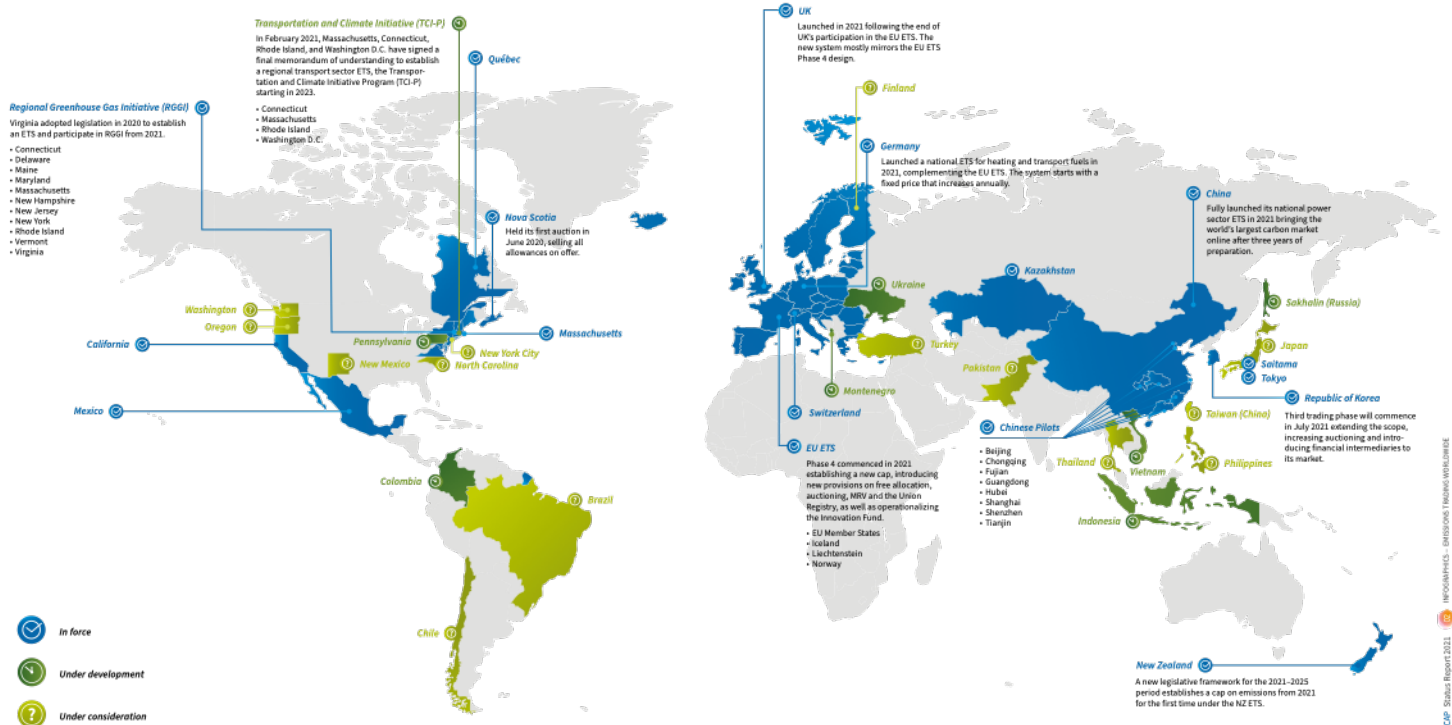 Transportation and Climate Initiative (TCI-P)
In February 2021, Massachusetts, Connecticut,
Rhode Island, and Washington D.C. have signed a
final memorandum of understanding to establish
a regional transport sector ETS, the Transpor-
tation and Climate Initiative Program (TCI-P)
starting in 2023.
• Connecticut
• Massachusetts
• Rhode Island
• Washington D.C.
Québec
Regional Greenhouse Gas Initiative (RGGI)
Virginia adopted legislation in 2020 to establish
an ETS and participate in RGGI from 2021.
• Connecticut
• Delaware
• Maine
• Maryland
• Massachusetts
• New Hampshire
• New Jersey
• New York
• Rhode Island
• Vermont
• Virginia
Nova Scotia
Held its first auction in
June 2020, selling all
allowances on offer.
Washington
Oregon
California
Pennsylvania
Massachusetts
New York City
New Mexico
North Carolina
Mexico
Colombia
Brazil
Chile
In force
Under development
Under consideration
UK
Launched in 2021 following the end of
UK's participation in the EU ETS. The
new system mostly mirrors the EU ETS
Phase 4 design.
Finland
Germany
Launched a national ETS for heating and transport fuels in
2021, complementing the EU ETS. The system starts with a
fixed price that increases annually.
China
Fully launched its national power
sector ETS in 2021 bringing the
world's largest carbon market
online after three years of
preparation.
Kazakhstan
Ukraine
Sakhalin (Russia)
Turkey
Japan
Pakistan
Saitama
Tokyo
Montenegro
Switzerland
Republic of Korea
Third trading phase will commence
in July 2021 extending the scope,
increasing auctioning and intro-
ducing financial intermediaries to
its market.
Taiwan (China)
Chinese Pilots
• Beijing
• Chongqing
• Fujian
• Guangdong
• Hubei
• Shanghai
• Shenzhen
• Tianjin
EU ETS
Phase 4 commenced in 2021
establishing a new cap, introducing
new provisions on free allocation,
auctioning, MRV and the Union
Registry, as well as operationalizing
the Innovation Fund.
• EU Member States
• Iceland
• Liechtenstein
• Norway
Thailand
Vietnam
Philippines
Indonesia
New Zealand
A new legislative framework for the 2021–2025
period establishes a cap on emissions from 2021
for the first time under the NZ ETS.
CAP Status Report 2021
INFOGRAPHICS – EMISSIONS TRADING WORLDWIDE